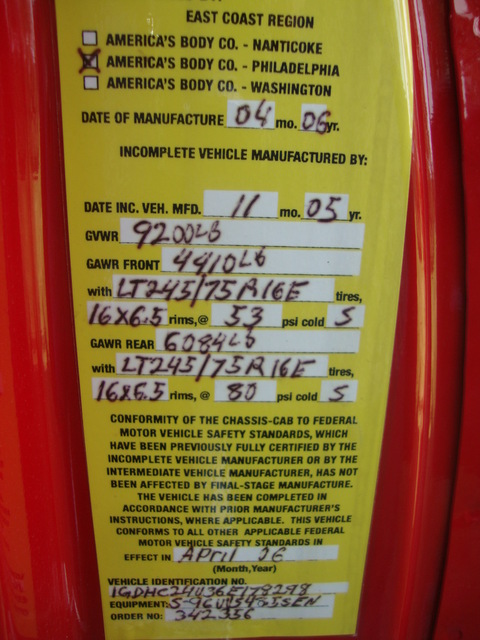 EAST COAST REGION
AMERICA'S BODY CO. - NANTICOKE
X AMERICA'S BODY CO. - PHILADELPHIA
AMERICA'S BODY CO. - WASHINGTON
DATE OF MANUFACTURE 04 mo. 06 yr.
INCOMPLETE VEHICLE MANUFACTURED BY:
DATE INC. VEH. MFD. 11 mo. 05 yr.
GVWR 9200LB
GAWR FRONT 4410LB
with LT245/75R16E tires,
16X6.5 rims,@ 53 psi cold S
GAWR REAR 6084LB
with LT245/75R16E tires,
16X6.5 rims,@ 80 psi cold S
CONFORMITY OF THE CHASSIS-CAB TO FEDERAL
MOTOR VEHICLE SAFETY STANDARDS, WHICH
HAVE BEEN PREVIOUSLY FULLY CERTIFIED BY THE
INCOMPLETE VEHICLE MANUFACTURER OR BY THE
INTERMEDIATE VEHICLE MANUFACTURER, HAS NOT
BEEN AFFECTED BY FINAL-STAGE MANUFACTURE.
THE VEHICLE HAS BEEN COMPLETED IN
ACCORDANCE WITH PRIOR MANUFACTURER'S
INSTRUCTIONS, WHERE APPLICABLE. THIS VEHICLE
CONFORMS TO ALL OTHER APPLICABLE FEDERAL
MOTOR VEHICLE SAFETY STANDARDS IN
EFFECT IN April 06
(Month,Year)
VEHICLE IDENTIFICATION NO.
1GDHC24U36E178298
EQUIPMENT:
ORDER NO: 342356